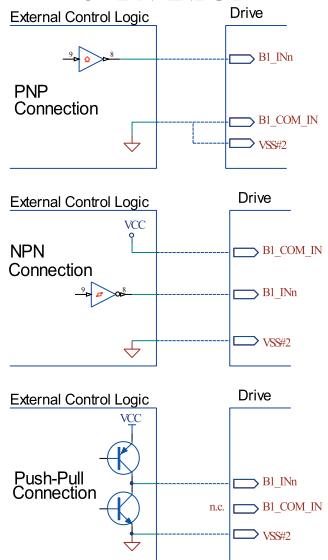 External Control Logic
Drive
9
8
B1_INn
PNP
Connection
B1_COM_IN
VSS#2
External Control Logic
Drive
VCC
B1_COM_IN
NPN
Connection
9
8
B1_INn
VSS#2
External Control Logic
Drive
VCC
Push-Pull
Connection
B1_INn
n.c.
B1_COM_IN
VSS#2